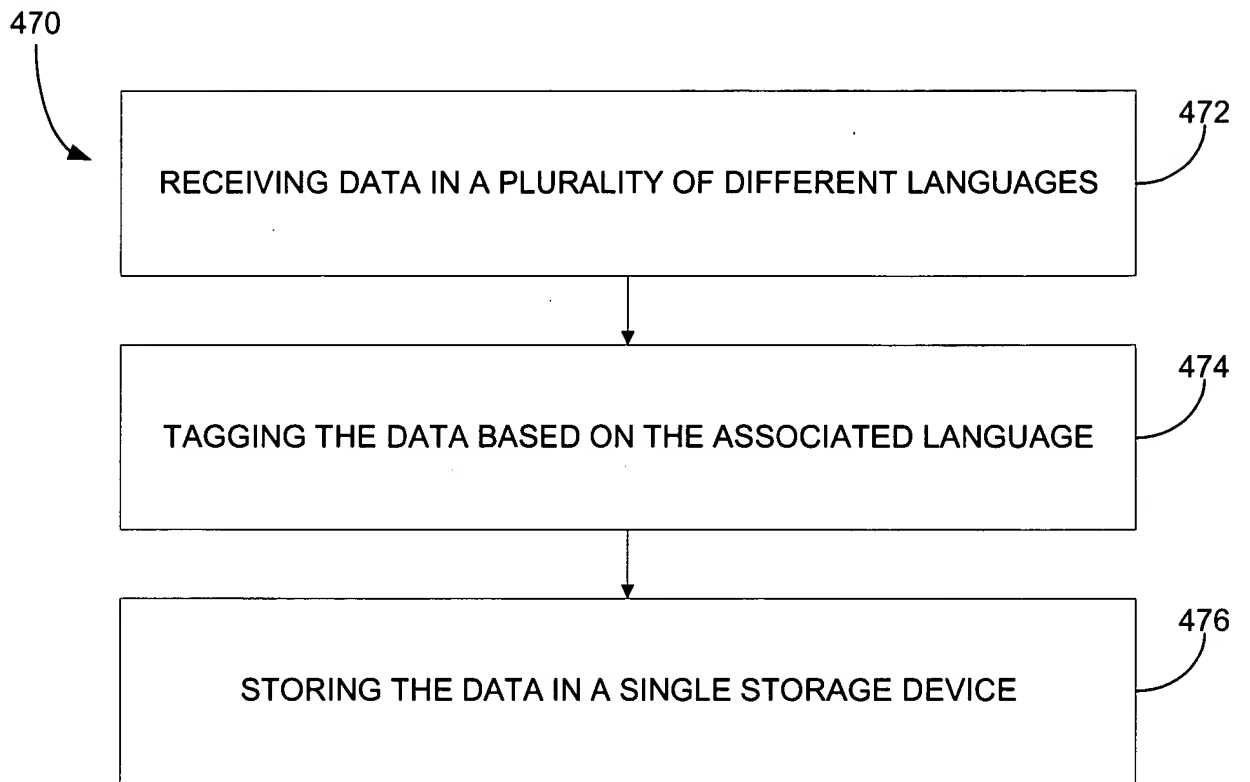 470
472
RECEIVING DATA IN A PLURALITY OF DIFFERENT LANGUAGES
474
TAGGING THE DATA BASED ON THE ASSOCIATED LANGUAGE
476
STORING THE DATA IN A SINGLE STORAGE DEVICE